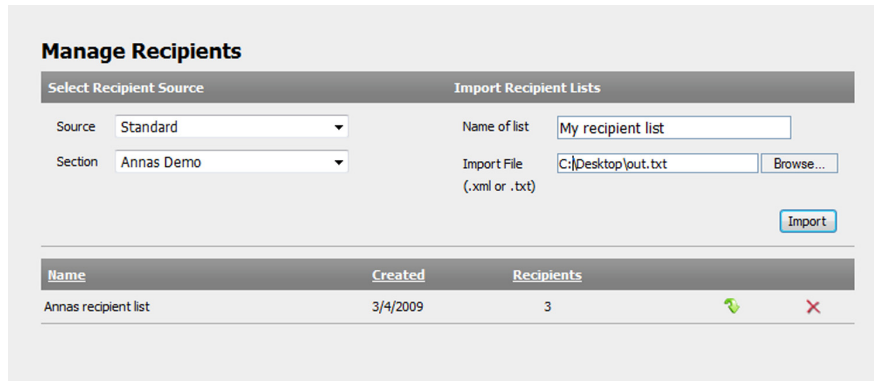 Manage Recipients
Select Recipient Source Import Recipient Lists
Source Standard Name of list My recipient list
Section Annas Demo Import File C:\Desktop\out.txt Browse...
(.xml or .txt)
Import
Name Created Recipients
Annas recipient list 3/4/2009 3